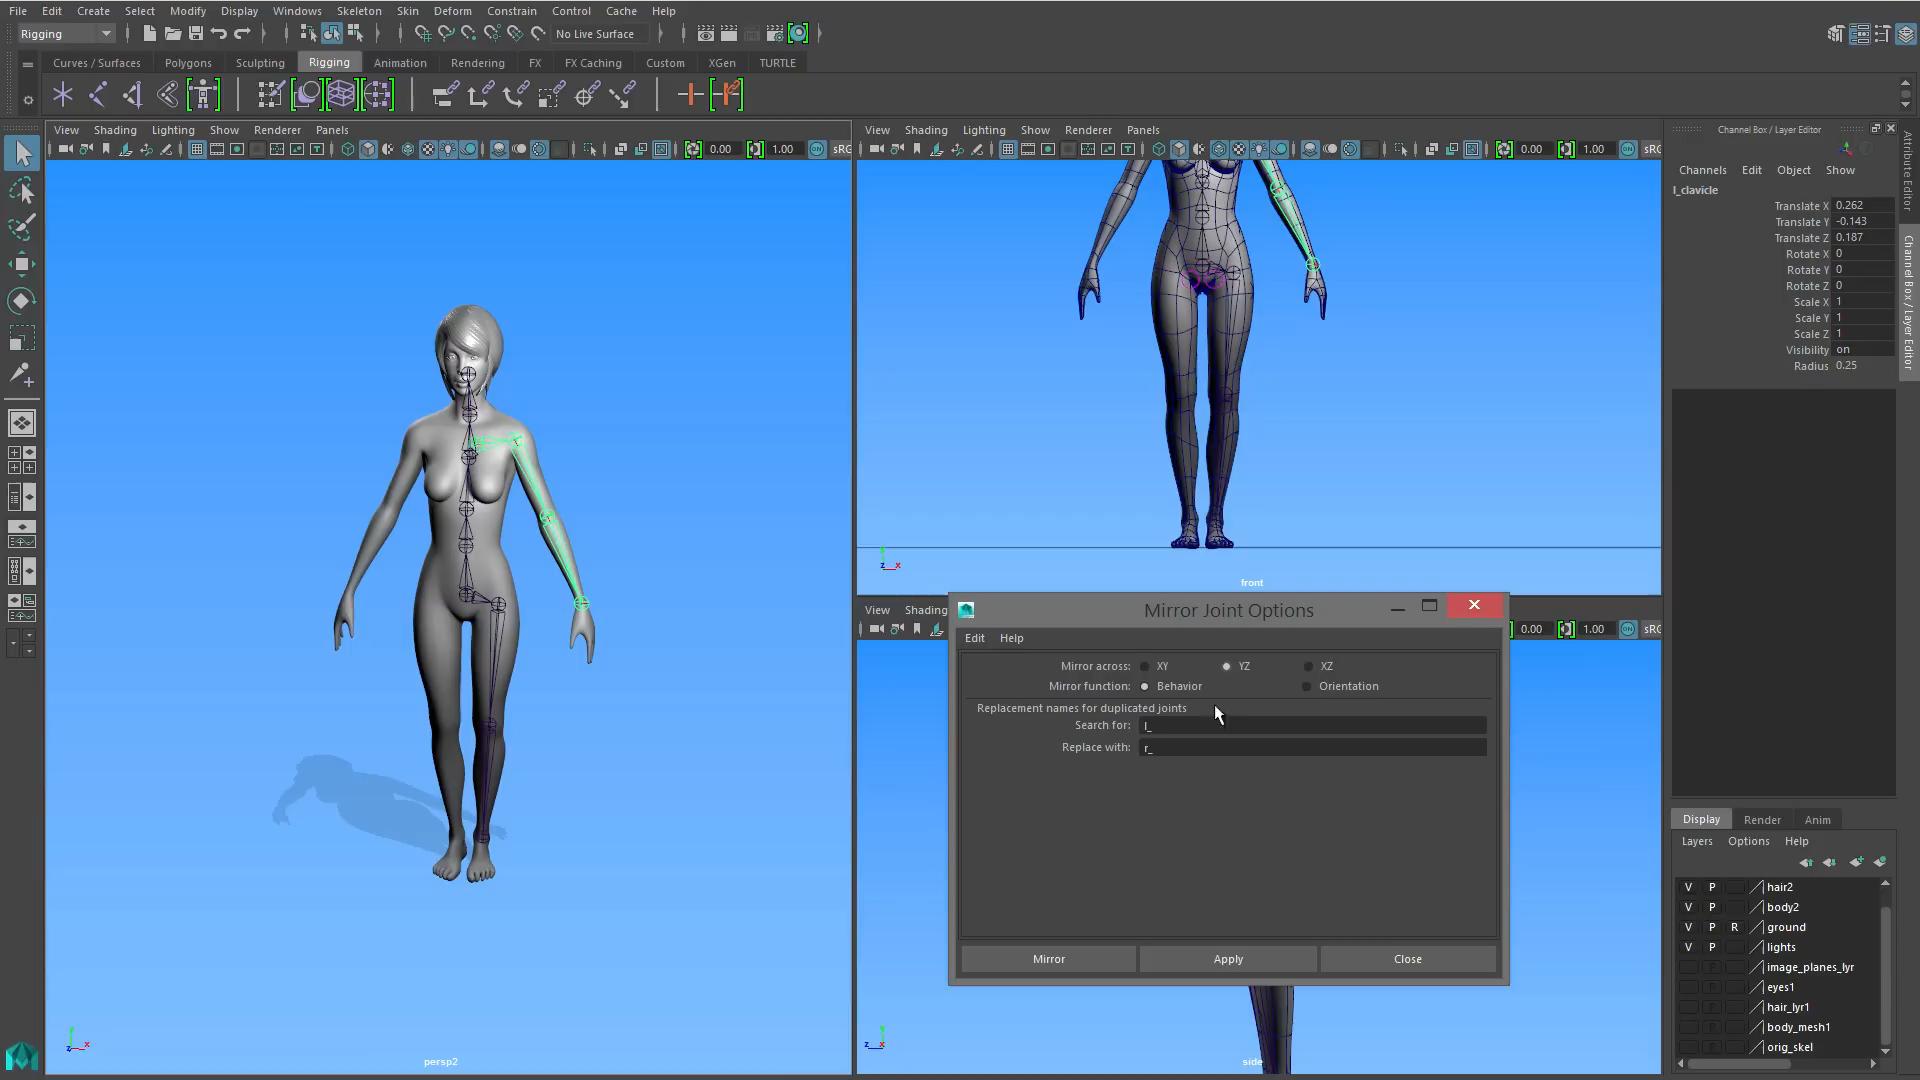 File Edit Create Select Modify Display Windows Skeleton Skin Deform Constrain Control Cache Help
Rigging No Live Surface
Curves / Surfaces Polygons Sculpting Rigging Animation Rendering FX FX Caching Custom XGen TURTLE
View Shading Lighting Show Renderer Panels
0.00 1.00 sRG
persp2
View Shading Lighting Show Renderer Panels
0.00 1.00 sRG
front
View Shading
0.00 1.00 sRG
side
Mirror Joint Options
Edit Help
Mirror across: XY YZ XZ
Mirror function: Behavior Orientation
Replacement names for duplicated joints
Search for: l_
Replace with: r_
Mirror Apply Close
Channel Box / Layer Editor
Channels Edit Object Show
l_clavicle
Translate X 0.262
Translate Y -0.143
Translate Z 0.187
Rotate X 0
Rotate Y 0
Rotate Z 0
Scale X 1
Scale Y 1
Scale Z 1
Visibility on
Radius 0.25
Display Render Anim
Layers Options Help
V P hair2
V P body2
V P R ground
V P lights
image_planes_lyr
eyes1
hair_lyr1
body_mesh1
orig_skel
Attribute Editor
Channel Box / Layer Editor